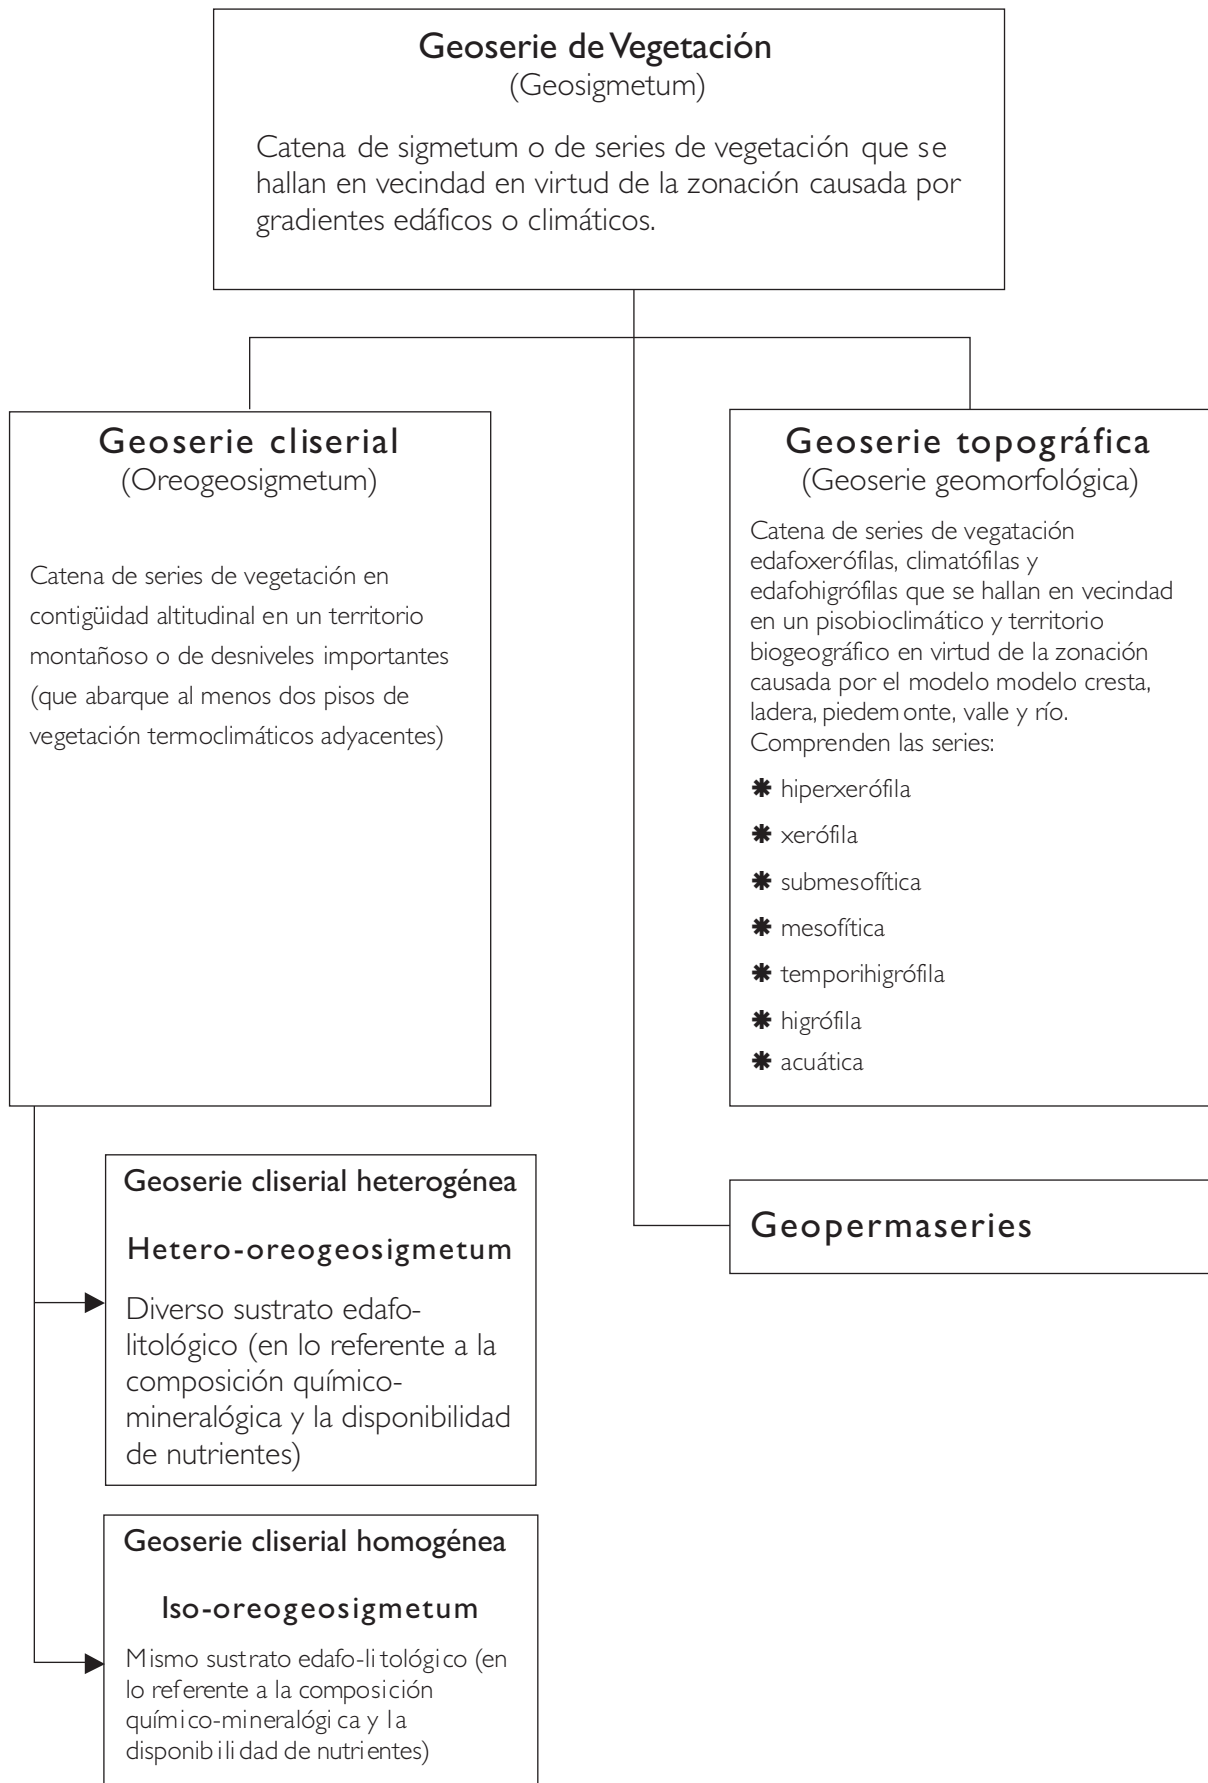 Geoserie de Vegetación
(Geosigmetum)
Catena de sigmetum o de series de vegetación que se
hallan en vecindad en virtud de la zonación causada por
gradientes edáficos o climáticos.
Geoserie cliserial
(Oreogeosigmetum)
Catena de series de vegetación en
contigüidad altitudinal en un territorio
montañoso o de desniveles importantes
(que abarque al menos dos pisos de
vegetación termoclimáticos adyacentes)
Geoserie topográfica
(Geoserie geomorfológica)
Catena de series de vegatación
edafoxerófilas, climatófilas y
edafohigrófilas que se hallan en vecindad
en un pisobioclimático y territorio
biogeográfico en virtud de la zonación
causada por el modelo modelo cresta,
ladera, piedemonte, valle y río.
Comprenden las series:
✱ hiperxerófila
✱ xerófila
✱ submesofítica
✱ mesofítica
✱ temporihigrófila
✱ higrófila
✱ acuática
Geoserie cliserial heterogénea
Hetero-oreogeosigmetum
Diverso sustrato edafo-
litológico (en lo referente a la
composición químico-
mineralógica y la disponibilidad
de nutrientes)
Geopermaseries
Geoserie cliserial homogénea
Iso-oreogeosigmetum
Mismo sustrato edafo-litológico (en
lo referente a la composición
químico-mineralógica y la
disponibilidad de nutrientes)